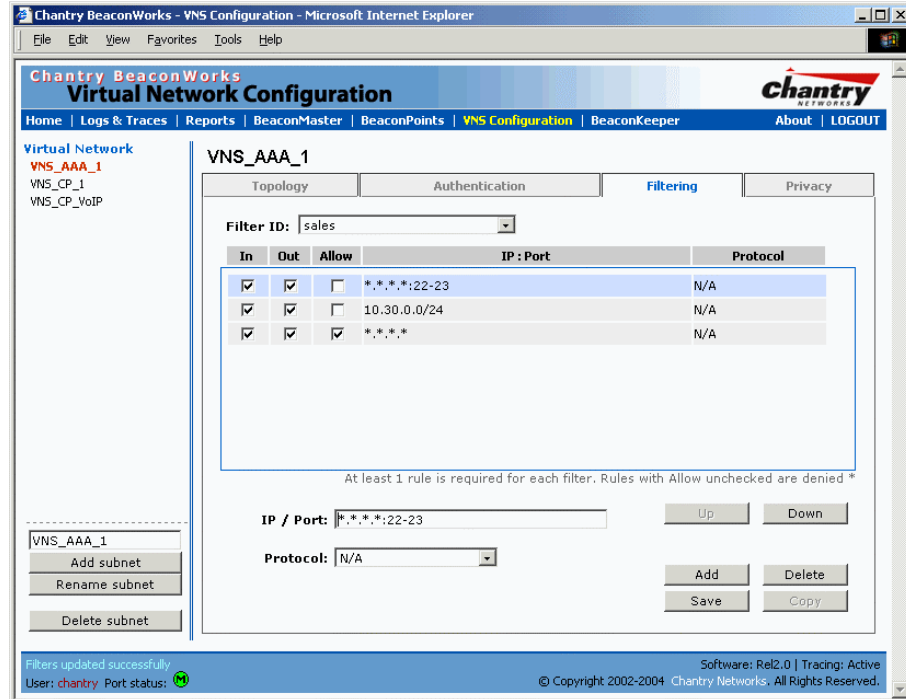 Chantry BeaconWorks - VNS Configuration - Microsoft Internet Explorer
File Edit View Favorites Tools Help
Chantry BeaconWorks
Virtual Network Configuration
chantry
NETWORKS
Home | Logs & Traces | Reports | BeaconMaster | BeaconPoints | VNS Configuration | BeaconKeeper About | LOGOUT
Virtual Network
VNS_AAA_1
VNS_CP_1
VNS_CP_VoIP
VNS_AAA_1
Add subnet
Rename subnet
Delete subnet
VNS_AAA_1
Topology Authentication Filtering Privacy
Filter ID: sales
In Out Allow IP : Port Protocol
*.*.*.*:22-23 N/A
10.30.0.0/24 N/A
*.*.*.* N/A
At least 1 rule is required for each filter. Rules with Allow unchecked are denied *
IP / Port: *.*.*.*:22-23 Up Down
Protocol: N/A
Add Delete
Save Copy
Filters updated successfully Software: Rel2.0 | Tracing: Active
User: chantry Port status: M © Copyright 2002-2004 Chantry Networks. All Rights Reserved.